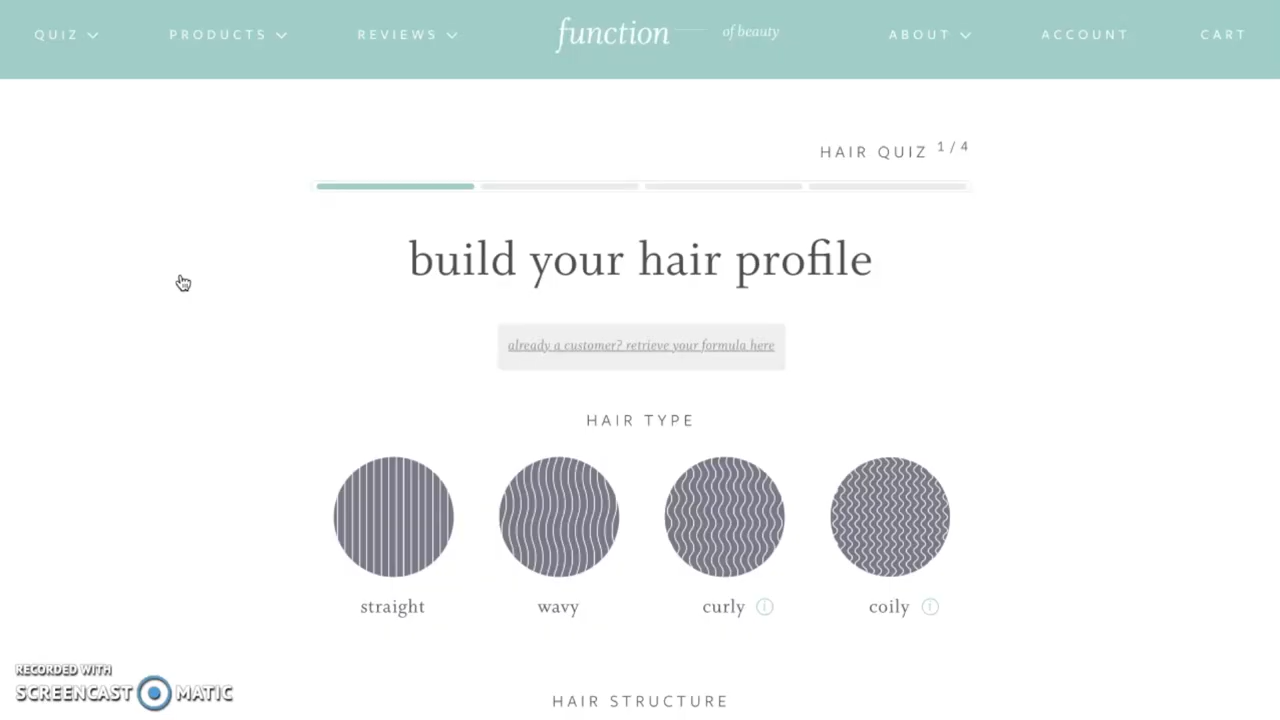 QUIZ PRODUCTS REVIEWS function of beauty ABOUT ACCOUNT CART
HAIR QUIZ 1 / 4
build your hair profile
already a customer? retrieve your formula here
HAIR TYPE
straight wavy curly i coily i
RECORDED WITH
SCREENCAST MATIC
HAIR STRUCTURE